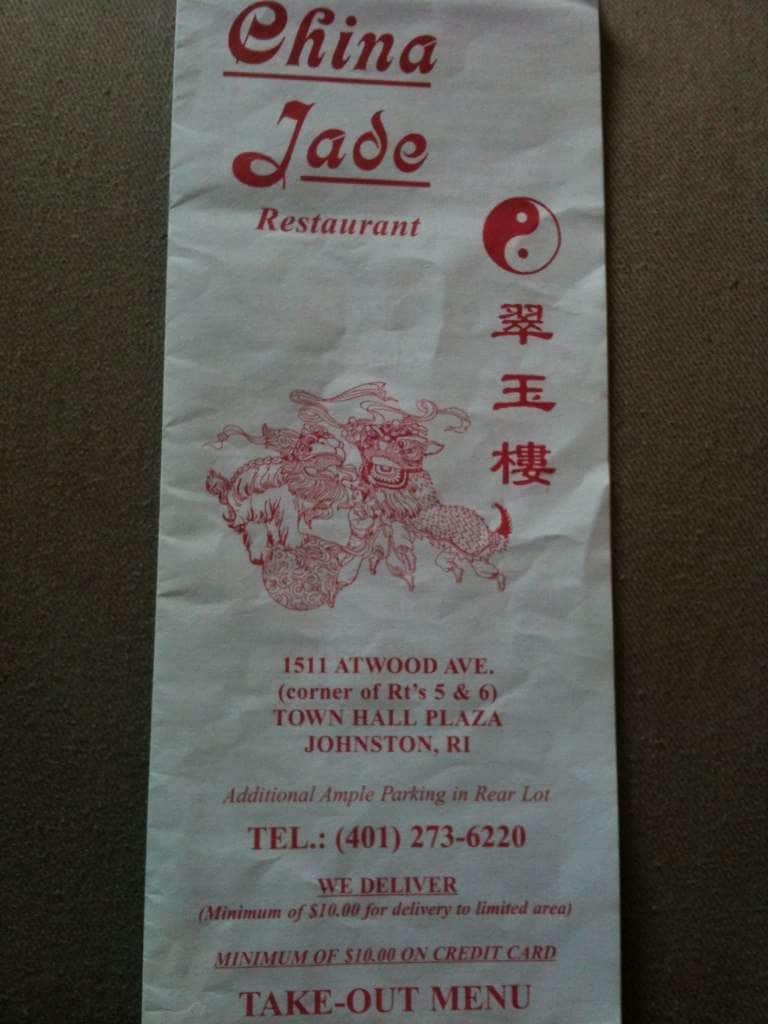 China
Jade
Restaurant
翠
玉
樓
1511 ATWOOD AVE.
(corner of Rt's 5 & 6)
TOWN HALL PLAZA
JOHNSTON, RI
Additional Ample Parking in Rear Lot
TEL.: (401) 273-6220
WE DELIVER
(Minimum of $10.00 for delivery to limited area)
MINIMUM OF $10.00 ON CREDIT CARD
TAKE-OUT MENU